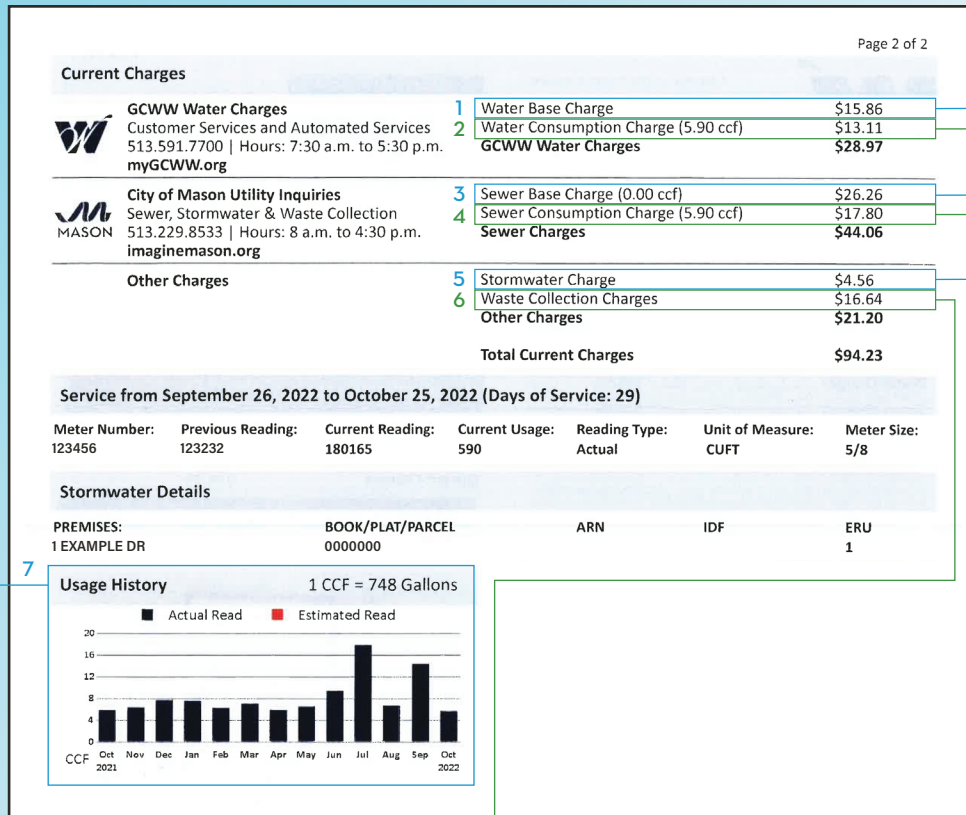 Page 2 of 2
Current Charges
GCWW Water Charges
Customer Services and Automated Services
513.591.7700 | Hours: 7:30 a.m. to 5:30 p.m.
myGCWW.org
1 Water Base Charge $15.86
2 Water Consumption Charge (5.90 ccf) $13.11
GCWW Water Charges $28.97
MASON
City of Mason Utility Inquiries
Sewer, Stormwater & Waste Collection
513.229.8533 | Hours: 8 a.m. to 4:30 p.m.
imaginemason.org
3 Sewer Base Charge (0.00 ccf) $26.26
4 Sewer Consumption Charge (5.90 ccf) $17.80
Sewer Charges $44.06
Other Charges
5 Stormwater Charge $4.56
6 Waste Collection Charges $16.64
Other Charges $21.20
Total Current Charges $94.23
Service from September 26, 2022 to October 25, 2022 (Days of Service: 29)
Meter Number: Previous Reading: Current Reading: Current Usage: Reading Type: Unit of Measure: Meter Size:
123456 123232 180165 590 Actual CUFT 5/8
Stormwater Details
PREMISES: BOOK/PLAT/PARCEL ARN IDF ERU
1 EXAMPLE DR 0000000 1
7
Usage History 1 CCF = 748 Gallons
Actual Read Estimated Read
20
16
12
8
4
0
CCF Oct Nov Dec Jan Feb Mar Apr May Jun Jul Aug Sep Oct
2021 2022